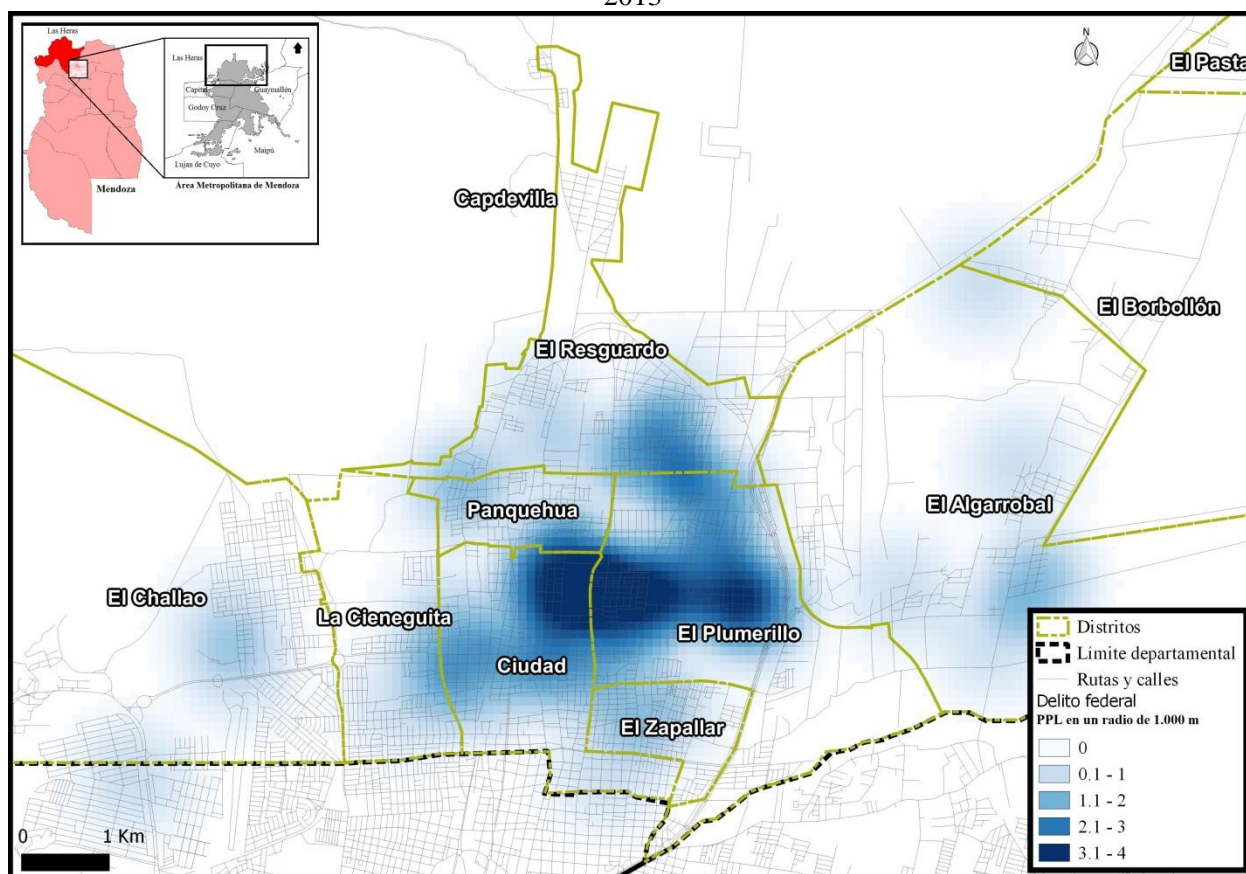 2015
Las Heras
Mendoza
Las Heras
Capital
Guaymallén
Godoy Cruz
Maipú
Lujan de Cuyo
Área Metropolitana de Mendoza
N
El Pasta
Capdevilla
El Borbollón
El Resguardo
El Algarrobal
Panquehua
El Challao
La Cieneguita
El Plumerillo
Ciudad
El Zapallar
0 1 Km
Distritos
Límite departamental
Rutas y calles
Delito federal
PPL en un radio de 1.000 m
0
0.1 - 1
1.1 - 2
2.1 - 3
3.1 - 4